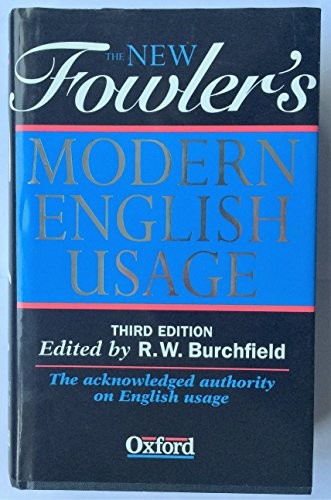 THE NEW
Fowler's
MODERN
ENGLISH
USAGE
THIRD EDITION
Edited by R.W. Burchfield
The acknowledged authority
on English usage
Oxford